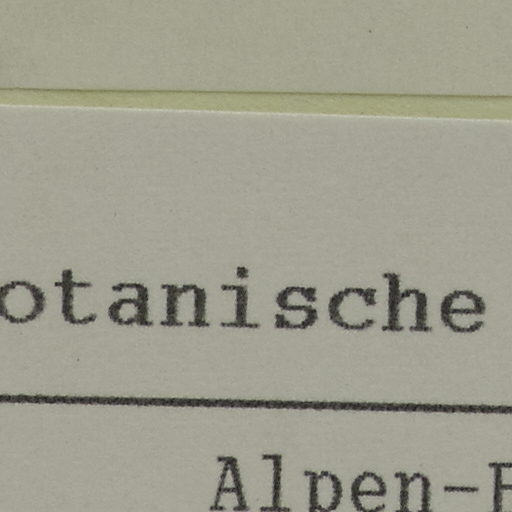 otanische
Alpen-